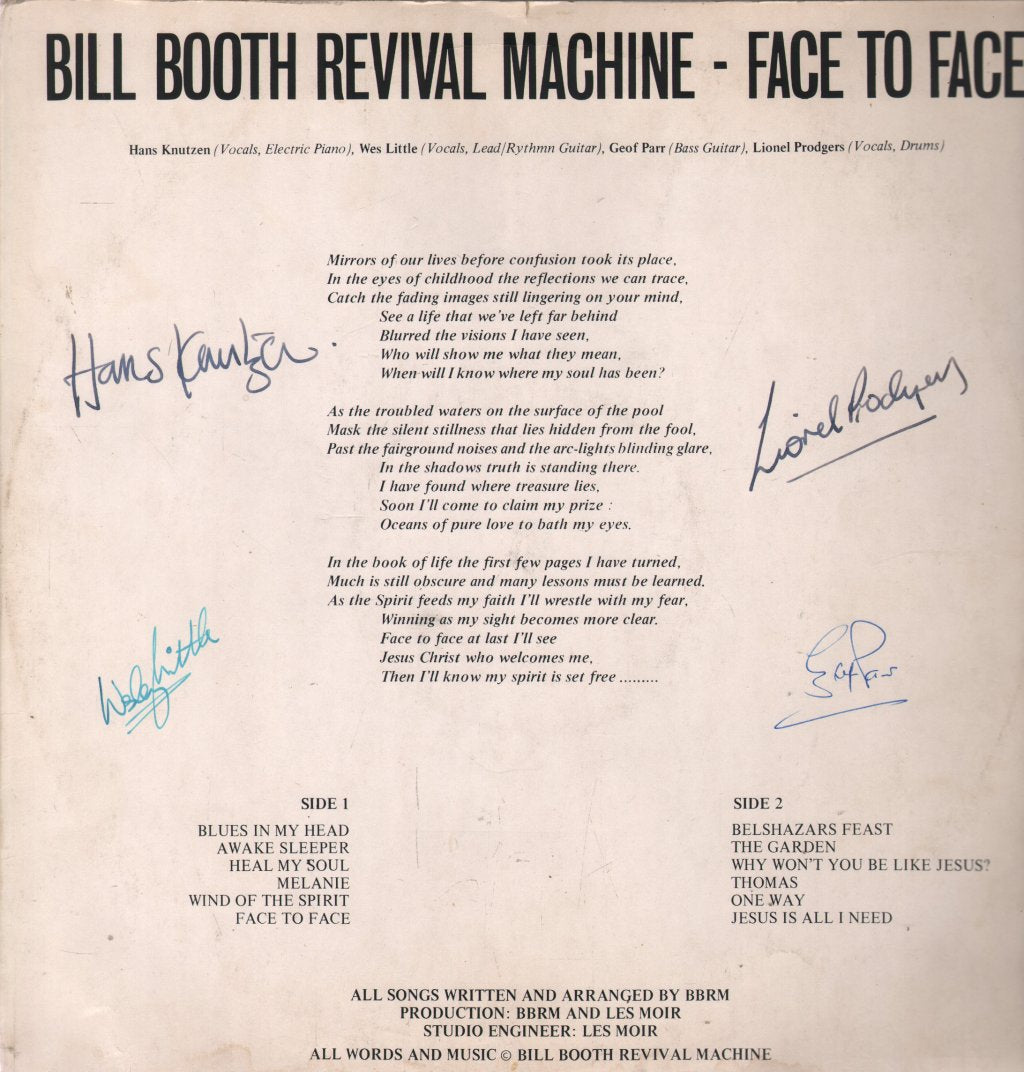 BILL BOOTH REVIVAL MACHINE - FACE TO FACE
Hans Knutzen (Vocals, Electric Piano), Wes Little (Vocals, Lead/Rythmn Guitar), Geof Parr (Bass Guitar), Lionel Prodgers (Vocals, Drums)
Mirrors of our lives before confusion took its place,
In the eyes of childhood the reflections we can trace,
Catch the fading images still lingering on your mind,
See a life that we've left far behind
Blurred the visions I have seen,
Who will show me what they mean,
When will I know where my soul has been?
Hans Knutzen
Lionel Prodgers
As the troubled waters on the surface of the pool
Mask the silent stillness that lies hidden from the fool,
Past the fairground noises and the arc-lights blinding glare,
In the shadows truth is standing there.
I have found where treasure lies,
Soon I'll come to claim my prize :
Oceans of pure love to bath my eyes.
In the book of life the first few pages I have turned,
Much is still obscure and many lessons must be learned.
As the Spirit feeds my faith I'll wrestle with my fear,
Winning as my sight becomes more clear.
Face to face at last I'll see
Jesus Christ who welcomes me,
Then I'll know my spirit is set free .........
Wesley Little
Geof Parr
SIDE 1
BLUES IN MY HEAD
AWAKE SLEEPER
HEAL MY SOUL
MELANIE
WIND OF THE SPIRIT
FACE TO FACE
SIDE 2
BELSHAZARS FEAST
THE GARDEN
WHY WON'T YOU BE LIKE JESUS?
THOMAS
ONE WAY
JESUS IS ALL I NEED
ALL SONGS WRITTEN AND ARRANGED BY BBRM
PRODUCTION: BBRM AND LES MOIR
STUDIO ENGINEER: LES MOIR
ALL WORDS AND MUSIC © BILL BOOTH REVIVAL MACHINE